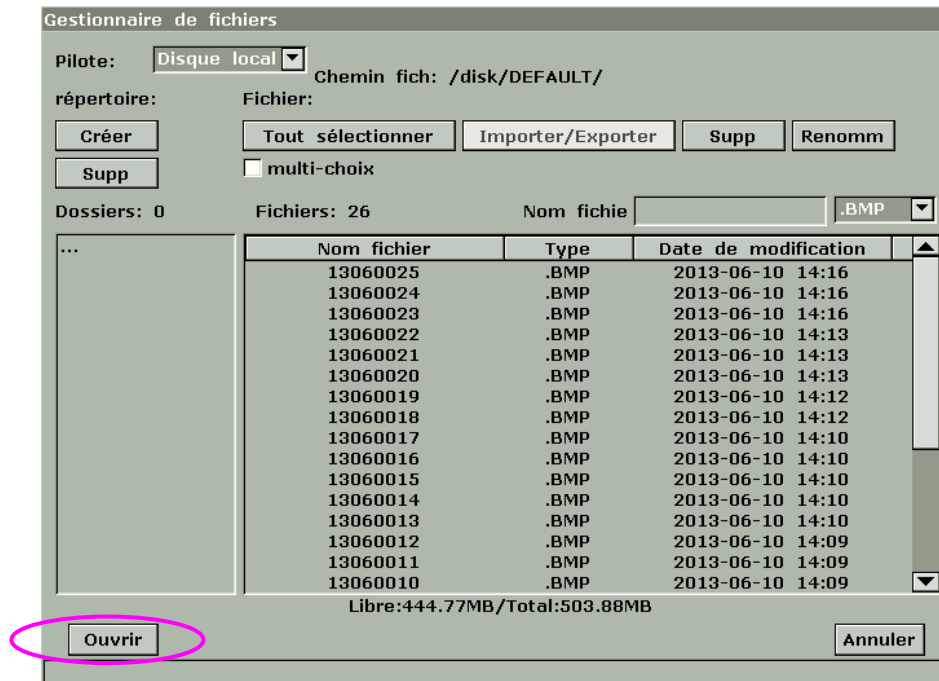 Gestionnaire de fichiers
Pilote: Disque local
Chemin fich: /disk/DEFAULT/
répertoire: Fichier:
Créer Tout sélectionner Importer/Exporter Supp Renomm
Supp multi-choix
Dossiers: 0 Fichiers: 26 Nom fichie .BMP
... Nom fichier Type Date de modification
13060025 .BMP 2013-06-10 14:16
13060024 .BMP 2013-06-10 14:16
13060023 .BMP 2013-06-10 14:16
13060022 .BMP 2013-06-10 14:13
13060021 .BMP 2013-06-10 14:13
13060020 .BMP 2013-06-10 14:13
13060019 .BMP 2013-06-10 14:12
13060018 .BMP 2013-06-10 14:12
13060017 .BMP 2013-06-10 14:10
13060016 .BMP 2013-06-10 14:10
13060015 .BMP 2013-06-10 14:10
13060014 .BMP 2013-06-10 14:10
13060013 .BMP 2013-06-10 14:10
13060012 .BMP 2013-06-10 14:09
13060011 .BMP 2013-06-10 14:09
13060010 .BMP 2013-06-10 14:09
Libre:444.77MB/Total:503.88MB
Ouvrir Annuler